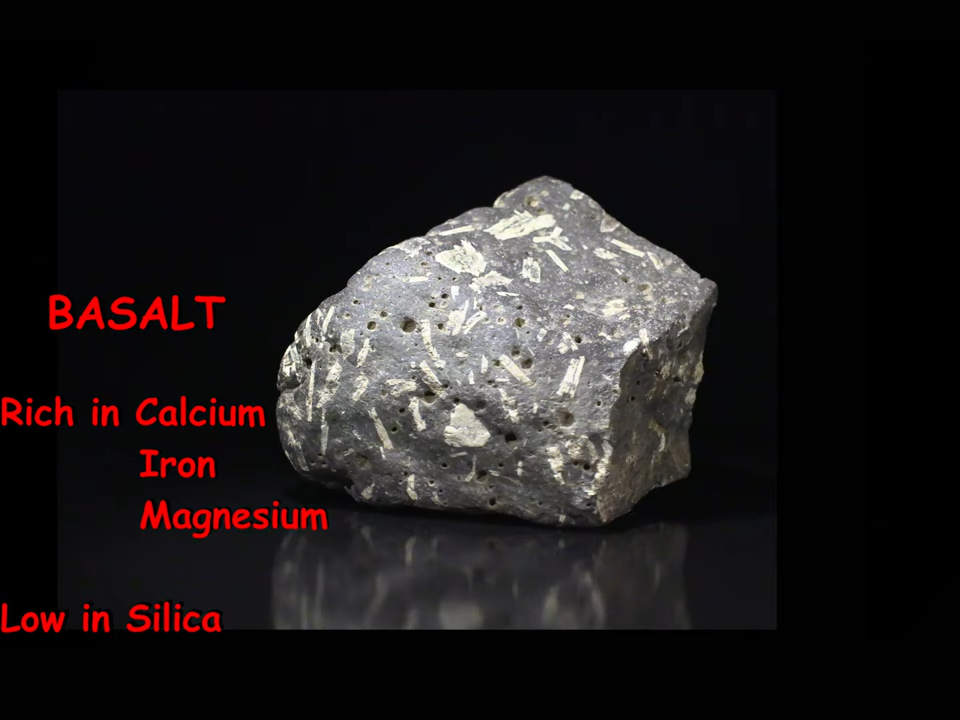 BASALT
Rich in Calcium
Iron
Magnesium
Low in Silica